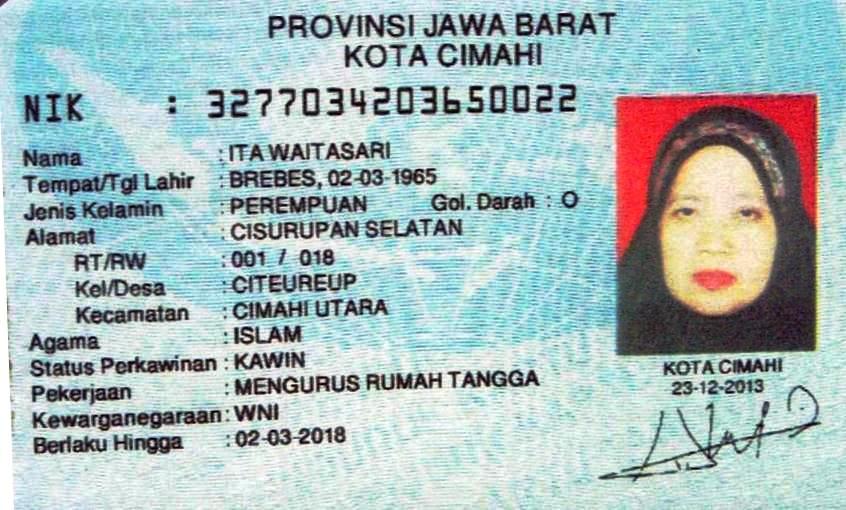 PROVINSI JAWA BARAT
KOTA CIMAHI
NIK : 3277034203650022
Nama : ITA WAITASARI
Tempat/Tgl Lahir : BREBES, 02-03-1965
Jenis Kelamin : PEREMPUAN Gol. Darah : O
Alamat : CISURUPAN SELATAN
RT/RW : 001 / 018
Kel/Desa : CITEUREUP
Kecamatan : CIMAHI UTARA
Agama : ISLAM
Status Perkawinan : KAWIN
Pekerjaan : MENGURUS RUMAH TANGGA
Kewarganegaraan : WNI
Berlaku Hingga : 02-03-2018
KOTA CIMAHI
23-12-2013